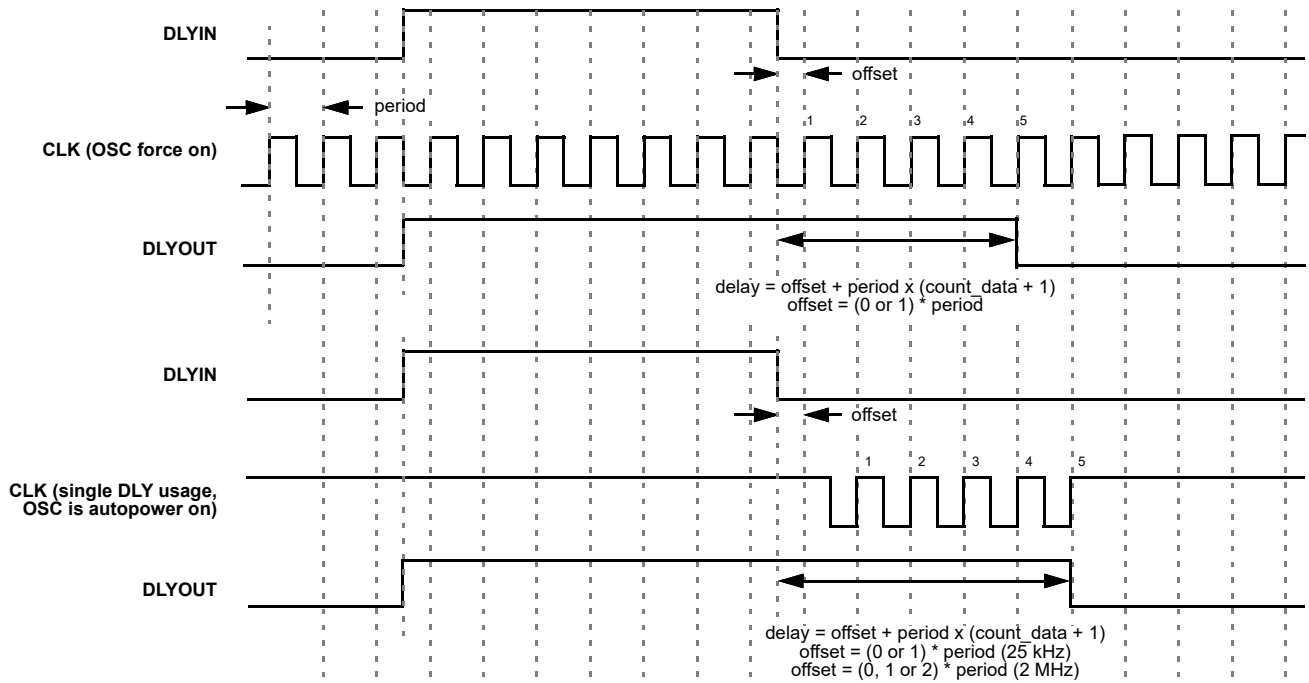 DLYIN
offset
period
1 2 3 4 5
CLK (OSC force on)
DLYOUT
delay = offset + period x (count_data + 1)
offset = (0 or 1) * period
DLYIN
offset
1 2 3 4 5
CLK (single DLY usage,
OSC is autopower on)
DLYOUT
delay = offset + period x (count_data + 1)
offset = (0 or 1) * period (25 kHz)
offset = (0, 1 or 2) * period (2 MHz)